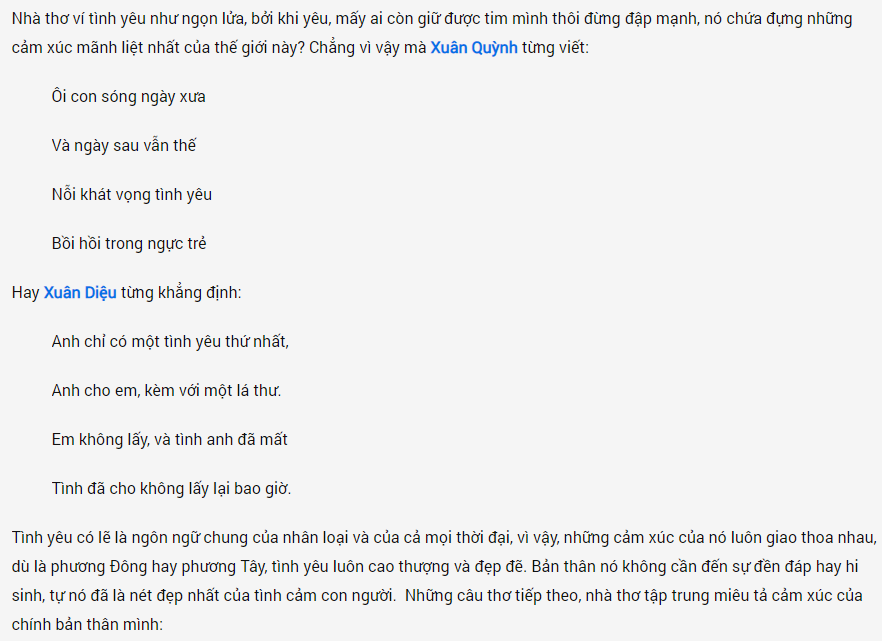 Nhà thơ ví tình yêu như ngọn lửa, bởi khi yêu, mấy ai còn giữ được tim mình thôi đừng đập mạnh, nó chứa đựng những
cảm xúc mãnh liệt nhất của thế giới này? Chẳng vì vậy mà Xuân Quỳnh từng viết:
Ôi con sóng ngày xưa
Và ngày sau vẫn thế
Nỗi khát vọng tình yêu
Bồi hồi trong ngực trẻ
Hay Xuân Diệu từng khẳng định:
Anh chỉ có một tình yêu thứ nhất,
Anh cho em, kèm với một lá thư.
Em không lấy, và tình anh đã mất
Tình đã cho không lấy lại bao giờ.
Tình yêu có lẽ là ngôn ngữ chung của nhân loại và của cả mọi thời đại, vì vậy, những cảm xúc của nó luôn giao thoa nhau,
dù là phương Đông hay phương Tây, tình yêu luôn cao thượng và đẹp đẽ. Bản thân nó không cần đến sự đền đáp hay hi
sinh, tự nó đã là nét đẹp nhất của tình cảm con người.  Những câu thơ tiếp theo, nhà thơ tập trung miêu tả cảm xúc của
chính bản thân mình: